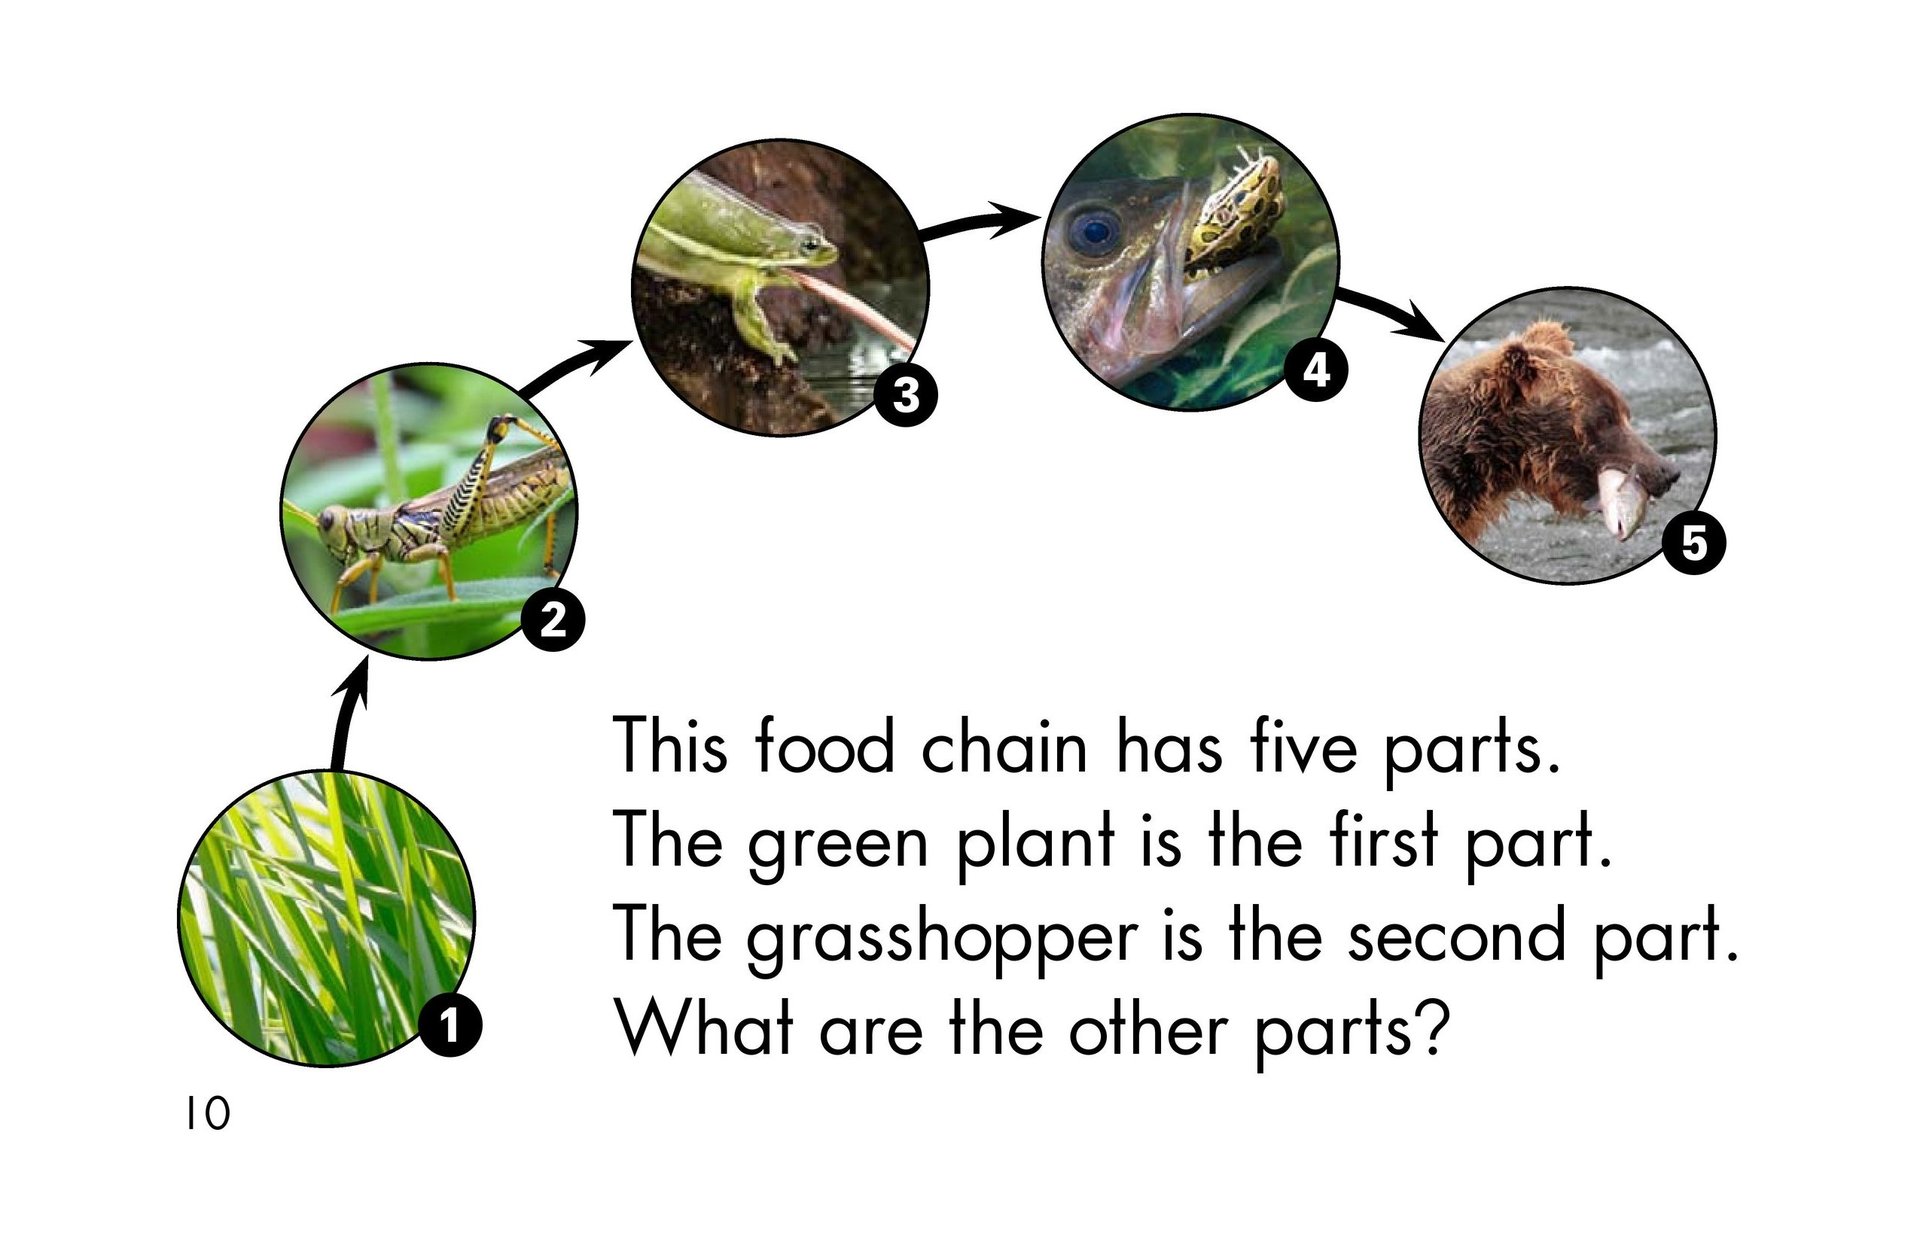 3
4
5
2
This food chain has five parts.
The green plant is the first part.
The grasshopper is the second part.
What are the other parts?
1
10